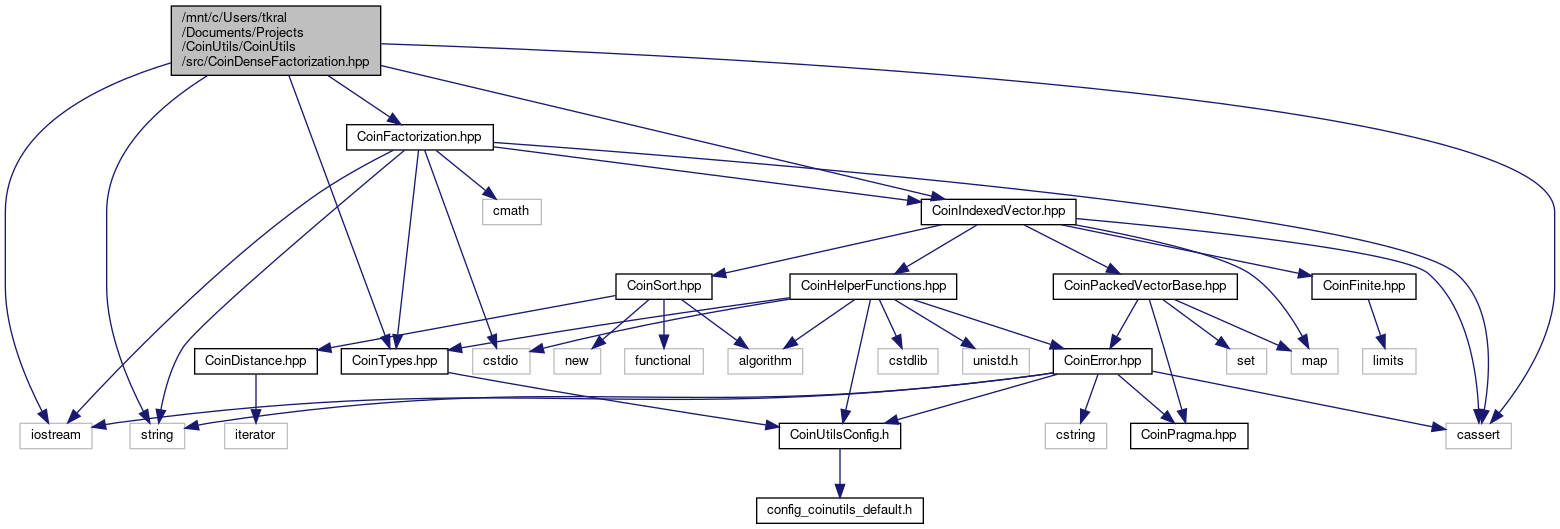 /mnt/c/Users/tkral
/Documents/Projects
/CoinUtils/CoinUtils
/src/CoinDenseFactorization.hpp
CoinFactorization.hpp
cmath
CoinIndexedVector.hpp
CoinSort.hpp
CoinHelperFunctions.hpp
CoinPackedVectorBase.hpp
CoinFinite.hpp
CoinDistance.hpp
CoinTypes.hpp
cstdio
new
functional
algorithm
cstdlib
unistd.h
CoinError.hpp
set
map
limits
iostream
string
iterator
CoinUtilsConfig.h
cstring
CoinPragma.hpp
cassert
config_coinutils_default.h